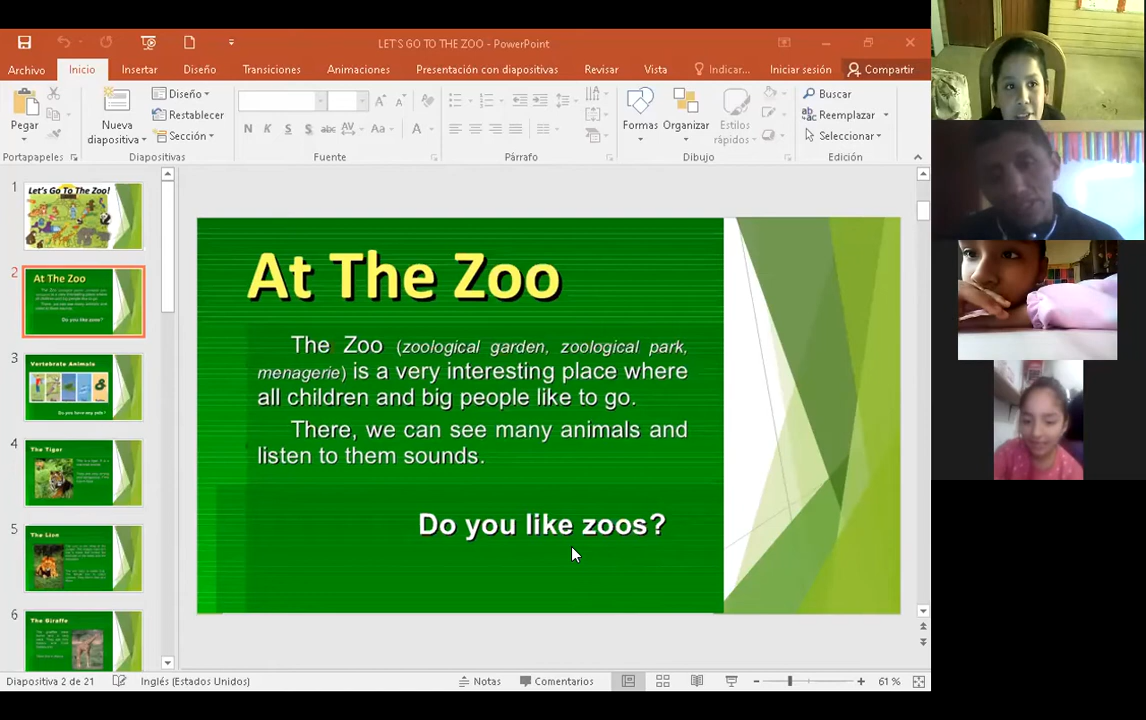 LET'S GO TO THE ZOO - PowerPoint
Archivo Inicio Insertar Diseño Transiciones Animaciones Presentación con diapositivas Revisar Vista Indicar... Iniciar sesión Compartir
Pegar
Nueva diapositiva
Diseño
Restablecer
Sección
N K S S abc AV Aa A
Formas
Organizar
Estilos rápidos
Buscar
Reemplazar
Seleccionar
Portapapeles Diapositivas Fuente Párrafo Dibujo Edición
1
Let's Go To The Zoo!
2
At The Zoo
Do you like zoos?
3
Vertebrate Animals
Do you have any pets?
4
The Tiger
5
The Lion
6
The Giraffe
At The Zoo
The Zoo (zoological garden, zoological park,
menagerie) is a very interesting place where
all children and big people like to go.
There, we can see many animals and
listen to them sounds.
Do you like zoos?
Diapositiva 2 de 21 Inglés (Estados Unidos) Notas Comentarios 61 %